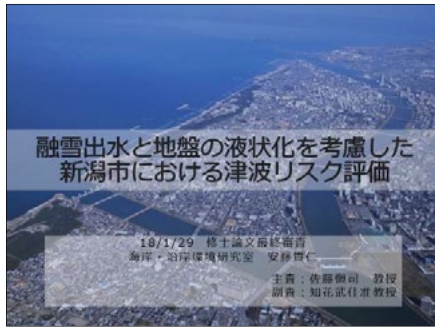 融雪出水と地盤の液状化を考慮した
新潟市における津波リスク評価
18/1/29　修士論文最終審査
海岸・沿岸環境研究室　安藤貴仁
主査：佐藤愼司　教授
副査：知花武佳准教授